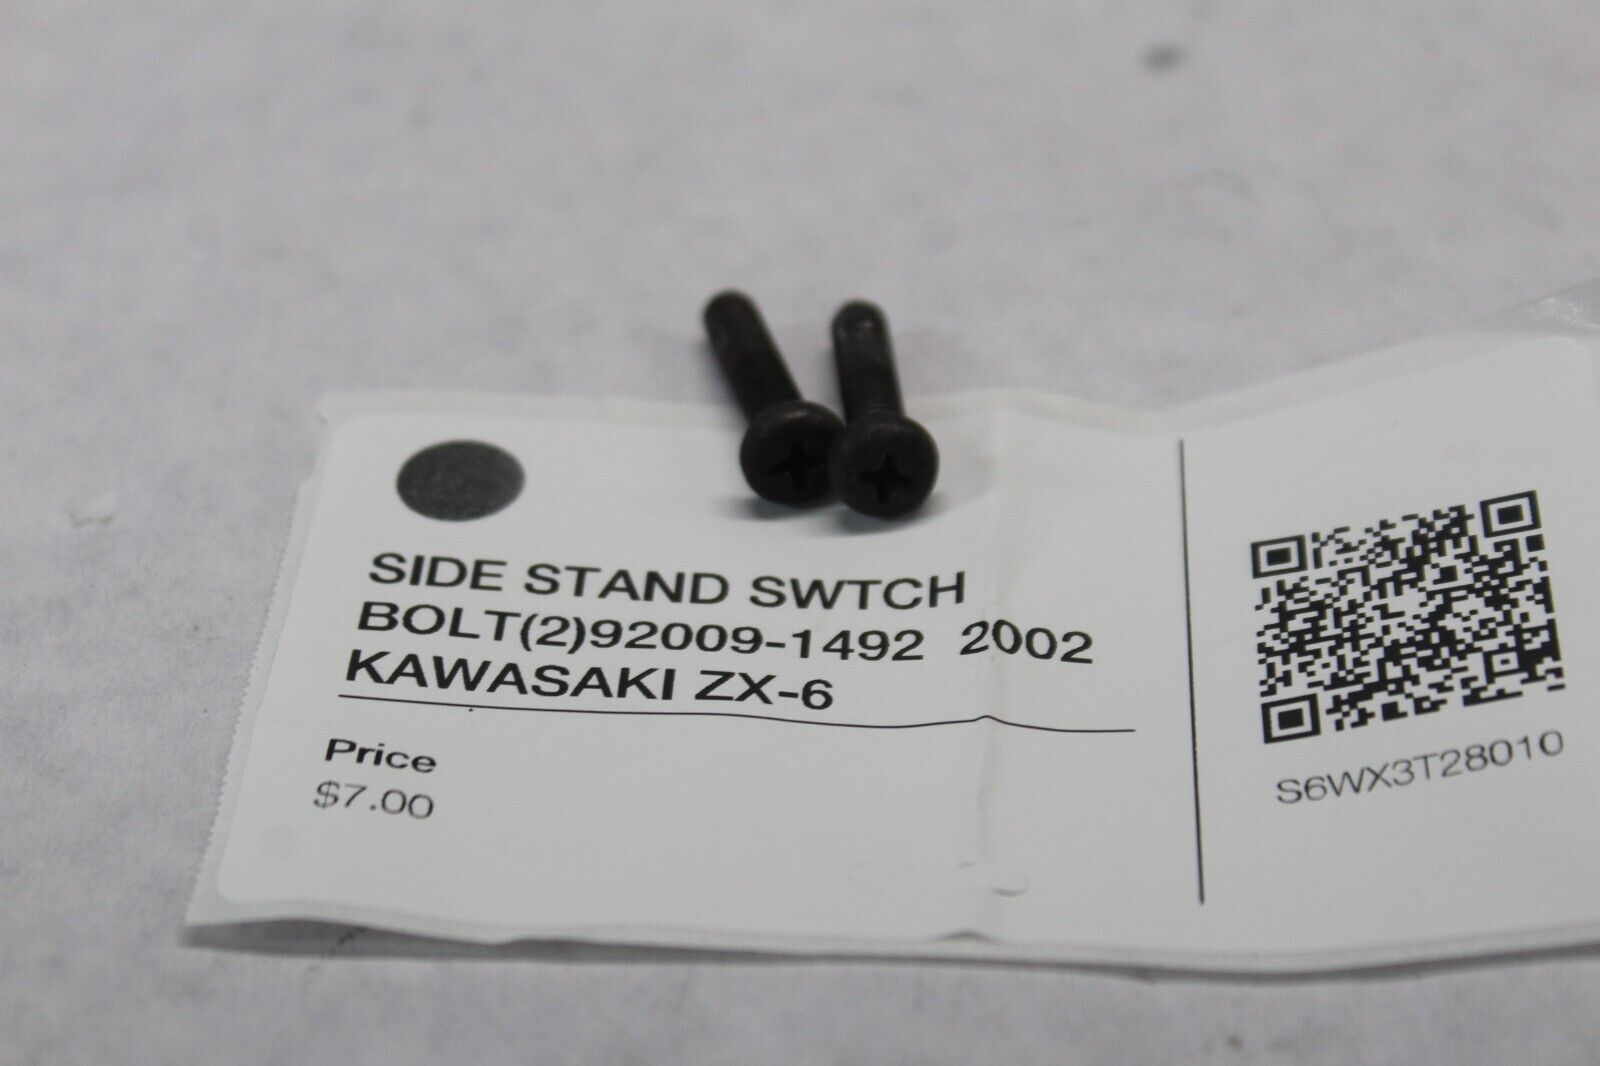 SIDE STAND SWTCH
BOLT(2)92009-1492 2002
KAWASAKI ZX-6
Price
$7.00
S6WX3T28010